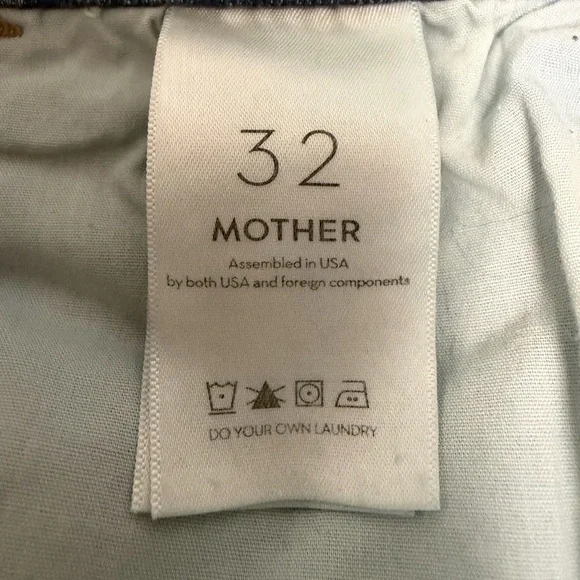 32
MOTHER
Assembled in USA
by both USA and foreign components
DO YOUR OWN LAUNDRY